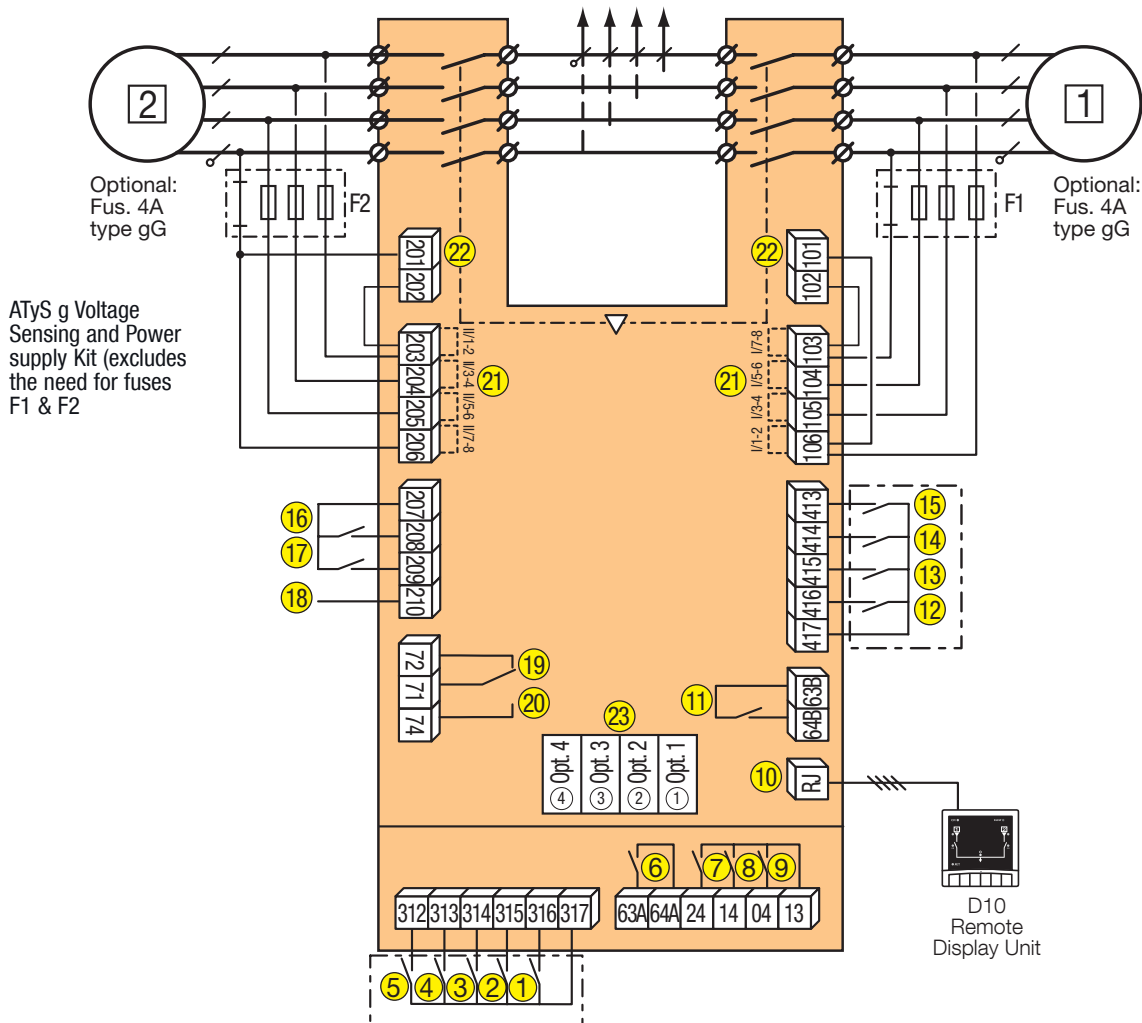 2
1
Optional:
Fus. 4A
type gG
F2
F1
Optional:
Fus. 4A
type gG
201
202
22
22
101
102
ATyS g Voltage
Sensing and Power
supply Kit (excludes
the need for fuses
F1 & F2
203
204
205
206
II/1-2
II/3-4
II/5-6
II/7-8
21
21
I/7-8
I/5-6
I/3-4
I/1-2
103
104
105
106
16
17
18
207
208
209
210
413
414
415
416
417
15
14
13
12
72
71
74
19
20
11
63B
64B
23
④ Opt. 4
③ Opt. 3
② Opt. 2
① Opt. 1
10
RJ
6
7
8
9
312 313 314 315 316 317
63A 64A 24 14 04 13
D10
Remote
Display Unit
5 4 3 2 1